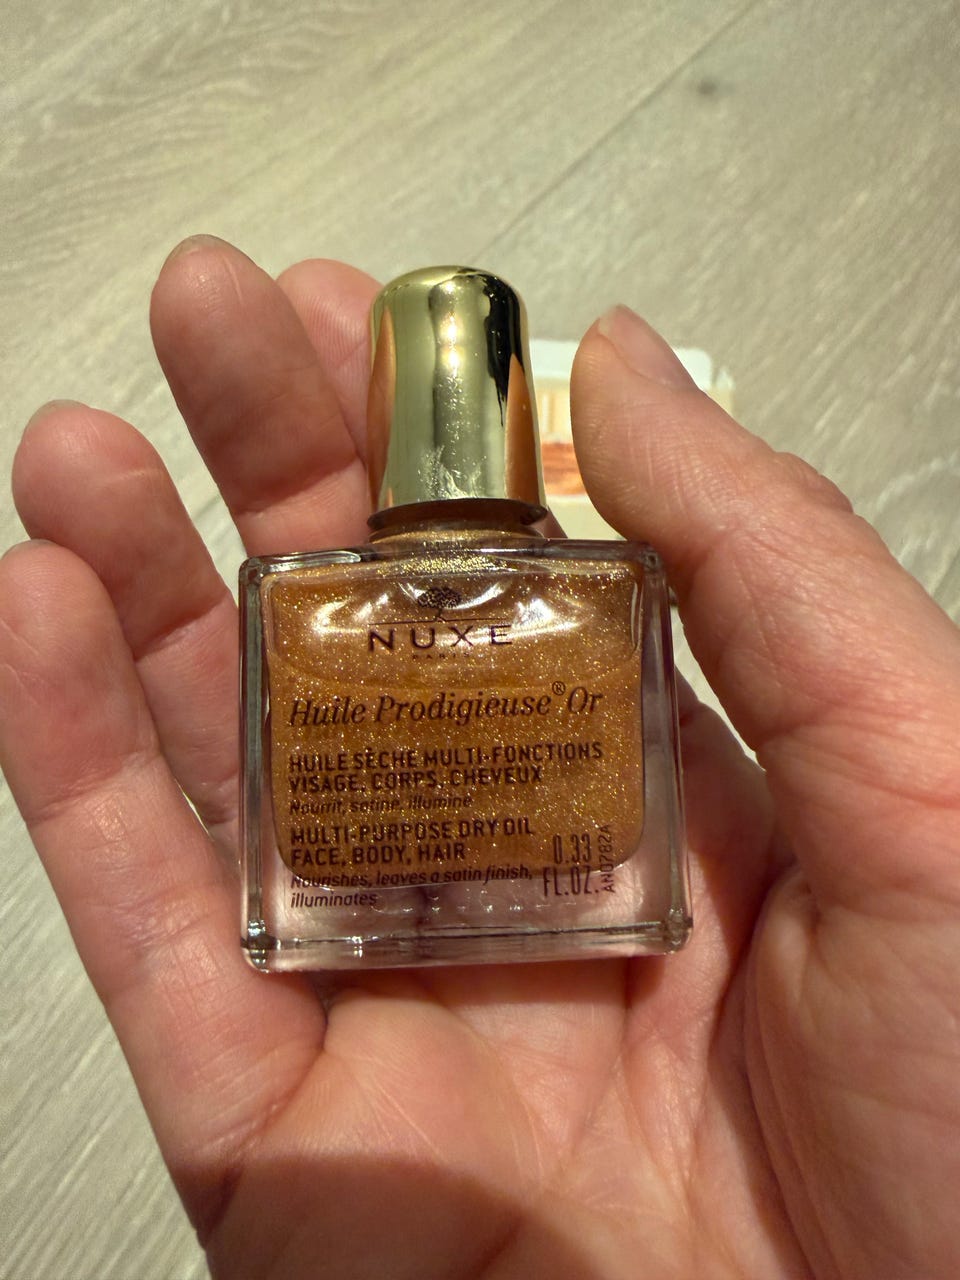 NUXE
PARIS
Huile Prodigieuse® Or
HUILE SÈCHE MULTI-FONCTIONS
VISAGE, CORPS, CHEVEUX
Nourrit, satine, illumine
MULTI-PURPOSE DRY OIL
FACE, BODY, HAIR
Nourishes, leaves a satin finish,
illuminates
0.33
FL.OZ.
AN0782A